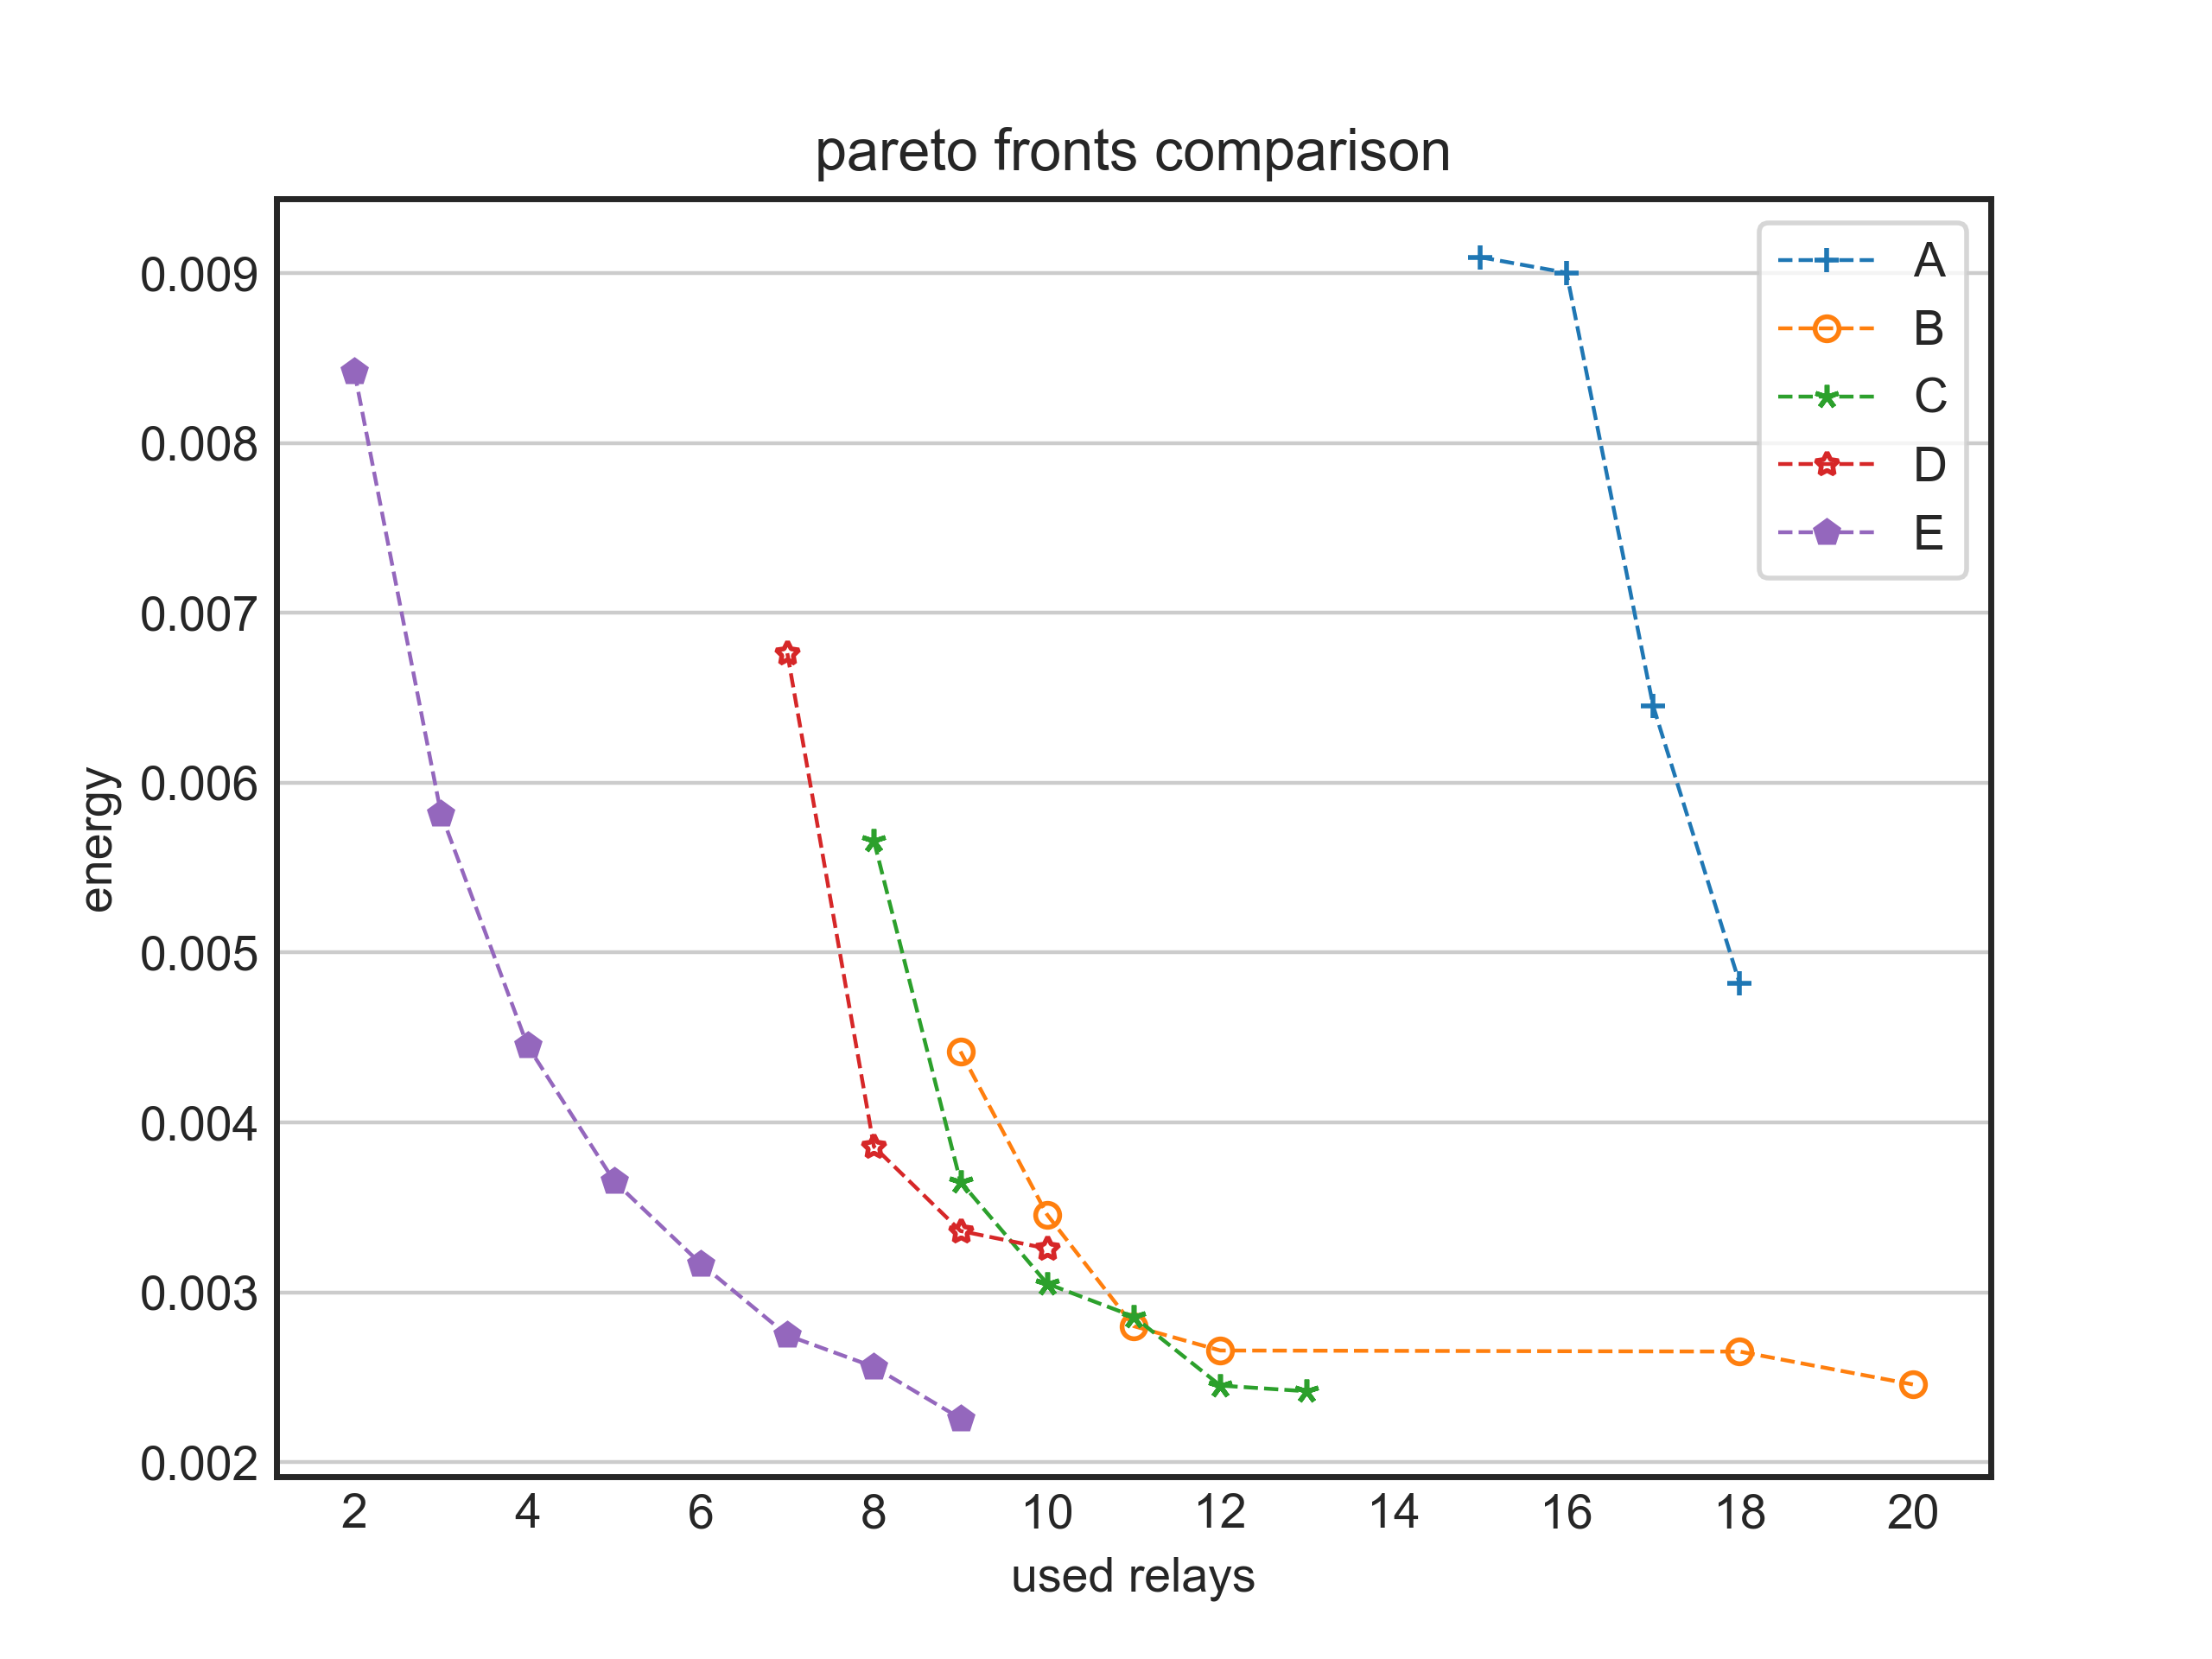 pareto fronts comparison
A
B
C
D
E
0.009
0.008
0.007
0.006
0.005
0.004
0.003
0.002
energy
2 4 6 8 10 12 14 16 18 20
used relays